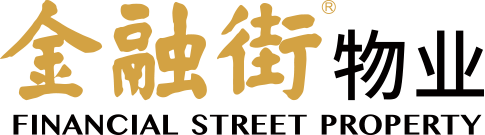 金融街®物业
FINANCIAL STREET PROPERTY